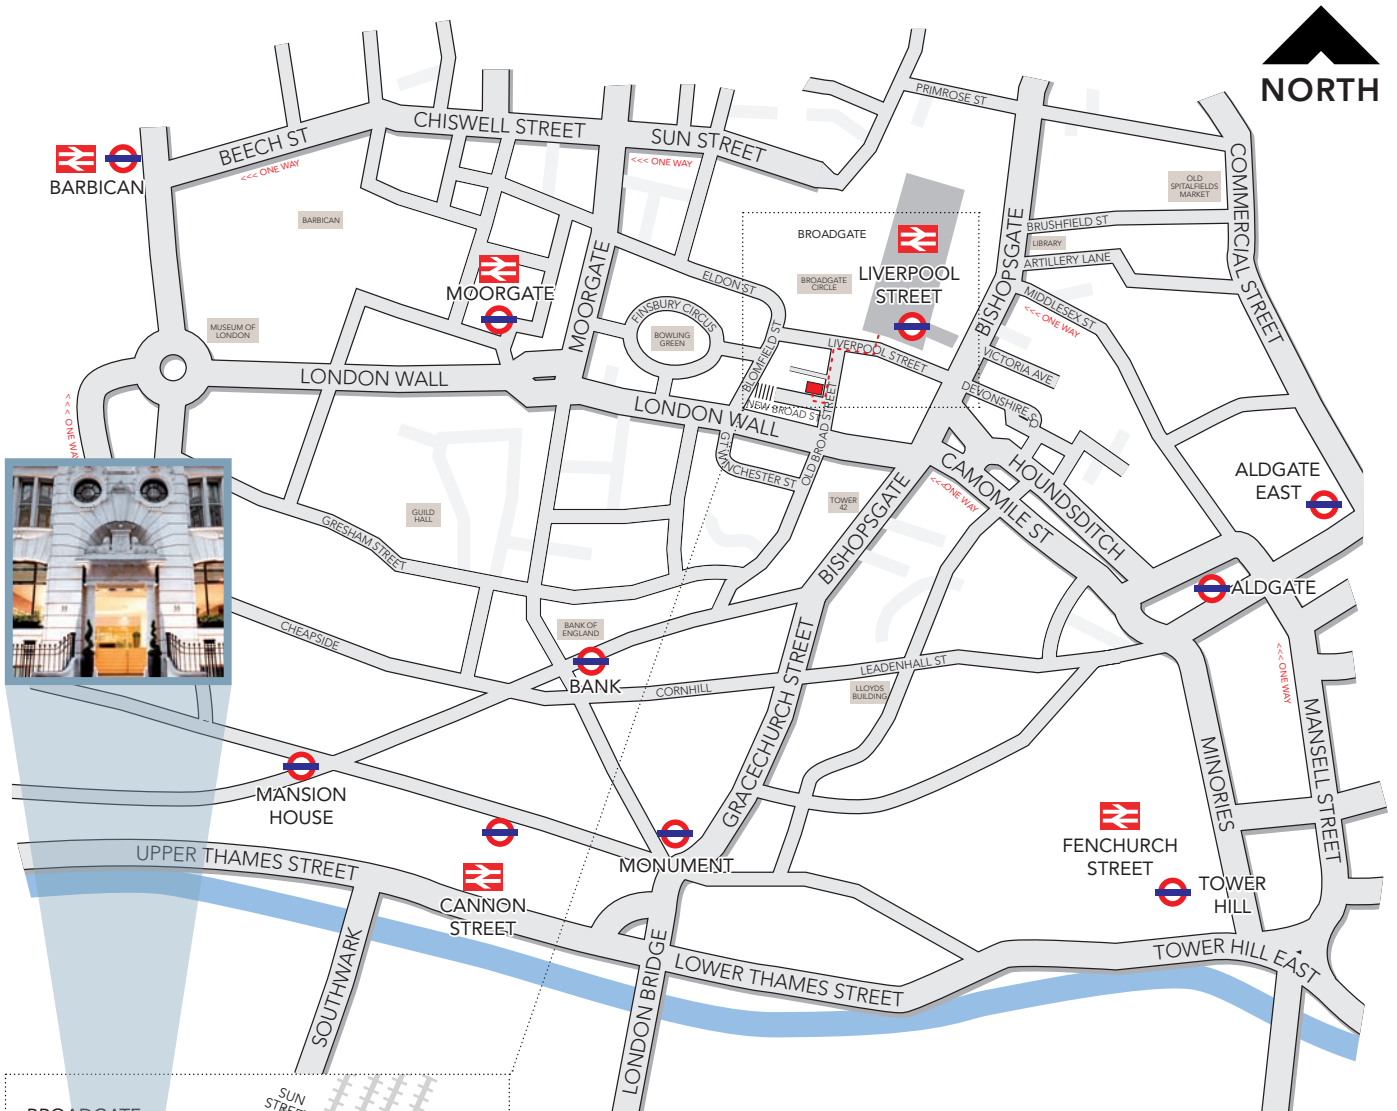 NORTH
PRIMROSE ST
CHISWELL STREET
SUN STREET
BEECH ST
<<< ONE WAY
<<< ONE WAY
BARBICAN
BARBICAN
COMMERCIAL STREET
OLD
SPITALFIELDS
MARKET
BRUSHFIELD ST
LIBRARY
ARTILLERY LANE
BROADGATE
BROADGATE
CIRCLE
LIVERPOOL
STREET
BISHOPSGATE
MIDDLESEX ST
<<< ONE WAY
ELDON ST
MOORGATE
MOORGATE
FINSBURY CIRCUS
BOWLING
GREEN
MUSEUM OF
LONDON
BLOMFIELD ST
LIVERPOOL STREET
VICTORIA AVE
DEVONSHIRE SQ
LONDON WALL
LONDON WALL
NEW BROAD ST
OLD BROAD STREET
GT WINCHESTER ST
<<< ONE WAY
CAMOMILE ST
HOUNDSDITCH
<<< ONE WAY
ALDGATE
EAST
TOWER
42
GUILD
HALL
GRESHAM STREET
BISHOPSGATE
ALDGATE
CHEAPSIDE
BANK OF
ENGLAND
BANK
CORNHILL
LEADENHALL ST
LLOYDS
BUILDING
<<< ONE WAY
GRACECHURCH STREET
MINORIES
MANSELL STREET
MANSION
HOUSE
MONUMENT
FENCHURCH
STREET
TOWER
HILL
UPPER THAMES STREET
CANNON
STREET
SOUTHWARK
LONDON BRIDGE
LOWER THAMES STREET
TOWER HILL EAST
SUN
STREET
BROADGATE